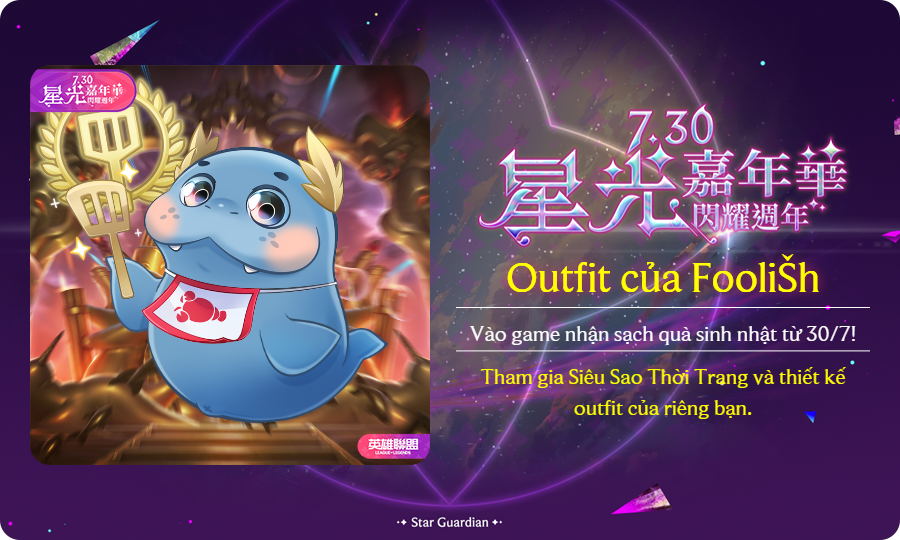 7.30
星光嘉年華
閃耀週年
英雄聯盟
LEAGUE OF LEGENDS
7.30
星光嘉年華
閃耀週年
Outfit của FooliŠh
Vào game nhận sạch quà sinh nhật từ 30/7!
Tham gia Siêu Sao Thời Trang và thiết kế
outfit của riêng bạn.
Star Guardian